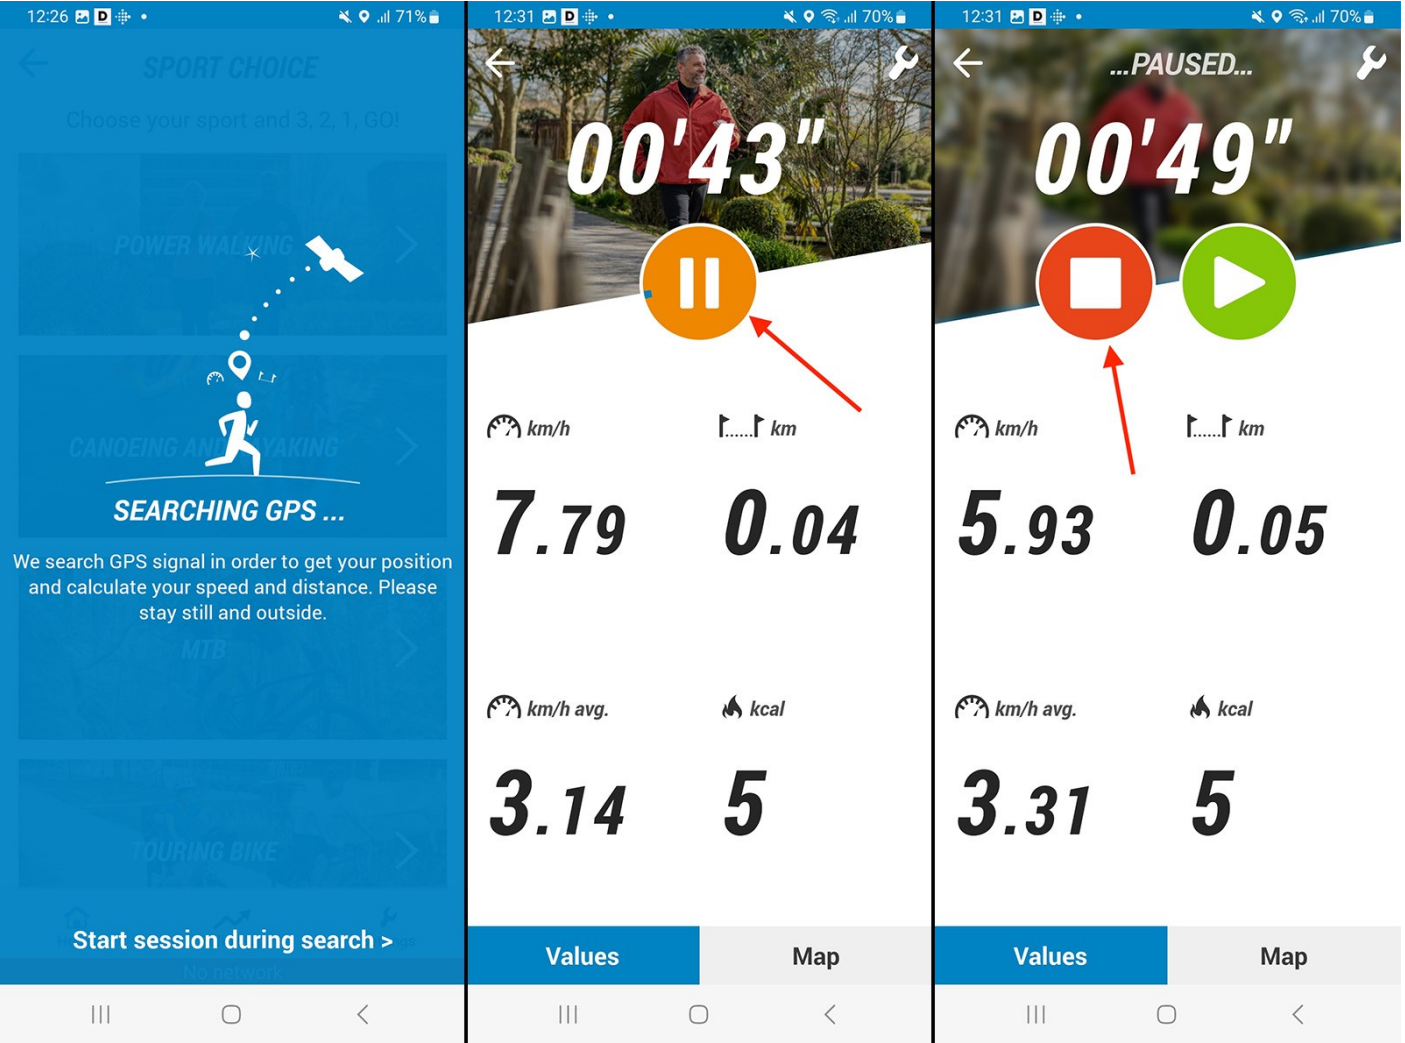 12:26 D
71%
SPORT CHOICE
Choose your sport and 3, 2, 1, GO!
POWER WALKING
CANOEING AND KAYAKING
SEARCHING GPS ...
We search GPS signal in order to get your position
and calculate your speed and distance. Please
stay still and outside.
MTB
TOURING BIKE
Start session during search >
No network
12:31 D
70%
00'43"
km/h
km
7.79
0.04
km/h avg.
kcal
3.14
5
Values
Map
12:31 D
70%
...PAUSED...
00'49"
km/h
km
5.93
0.05
km/h avg.
kcal
3.31
5
Values
Map